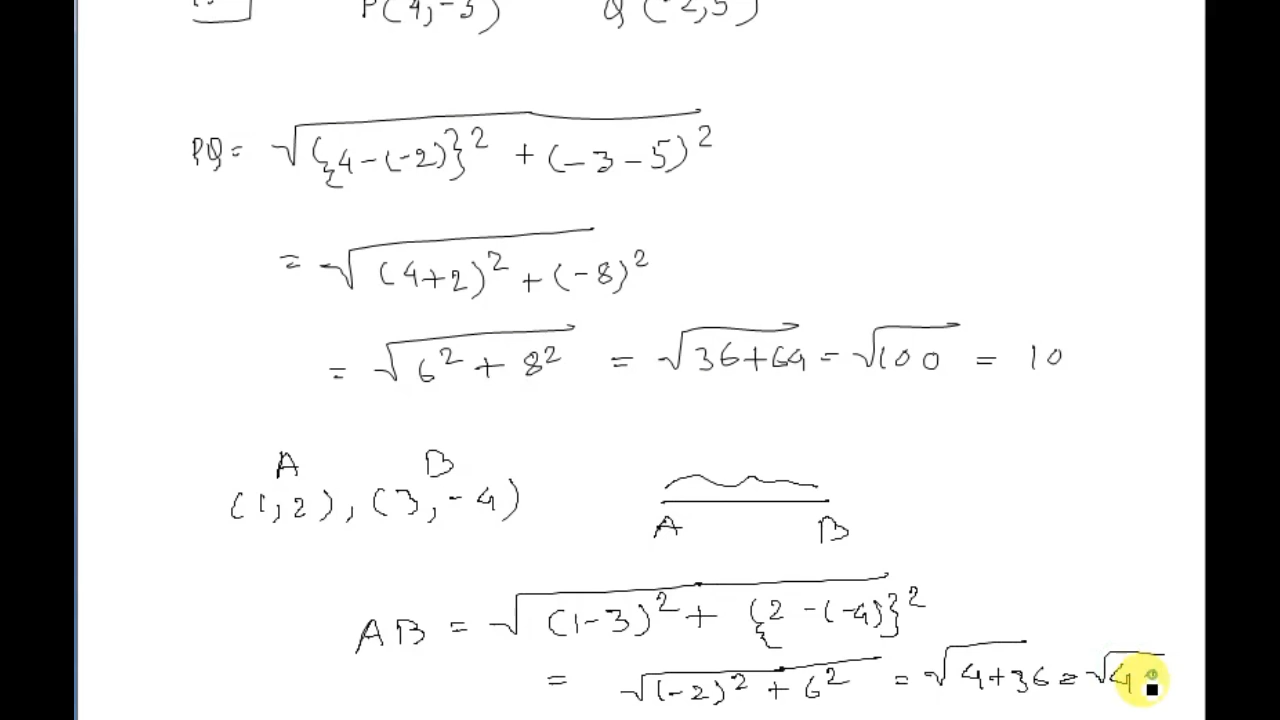 P(4,-3) Q(-2,5)
PQ = √({4-(-2)}² + (-3-5)²)
= √((4+2)² + (-8)²)
= √(6² + 8²) = √(36+64) = √100 = 10
A B
(1,2), (3,-4)
A B
AB = √((1-3)² + {2-(-4)}²)
= √((-2)² + 6²) = √(4+36) = √4